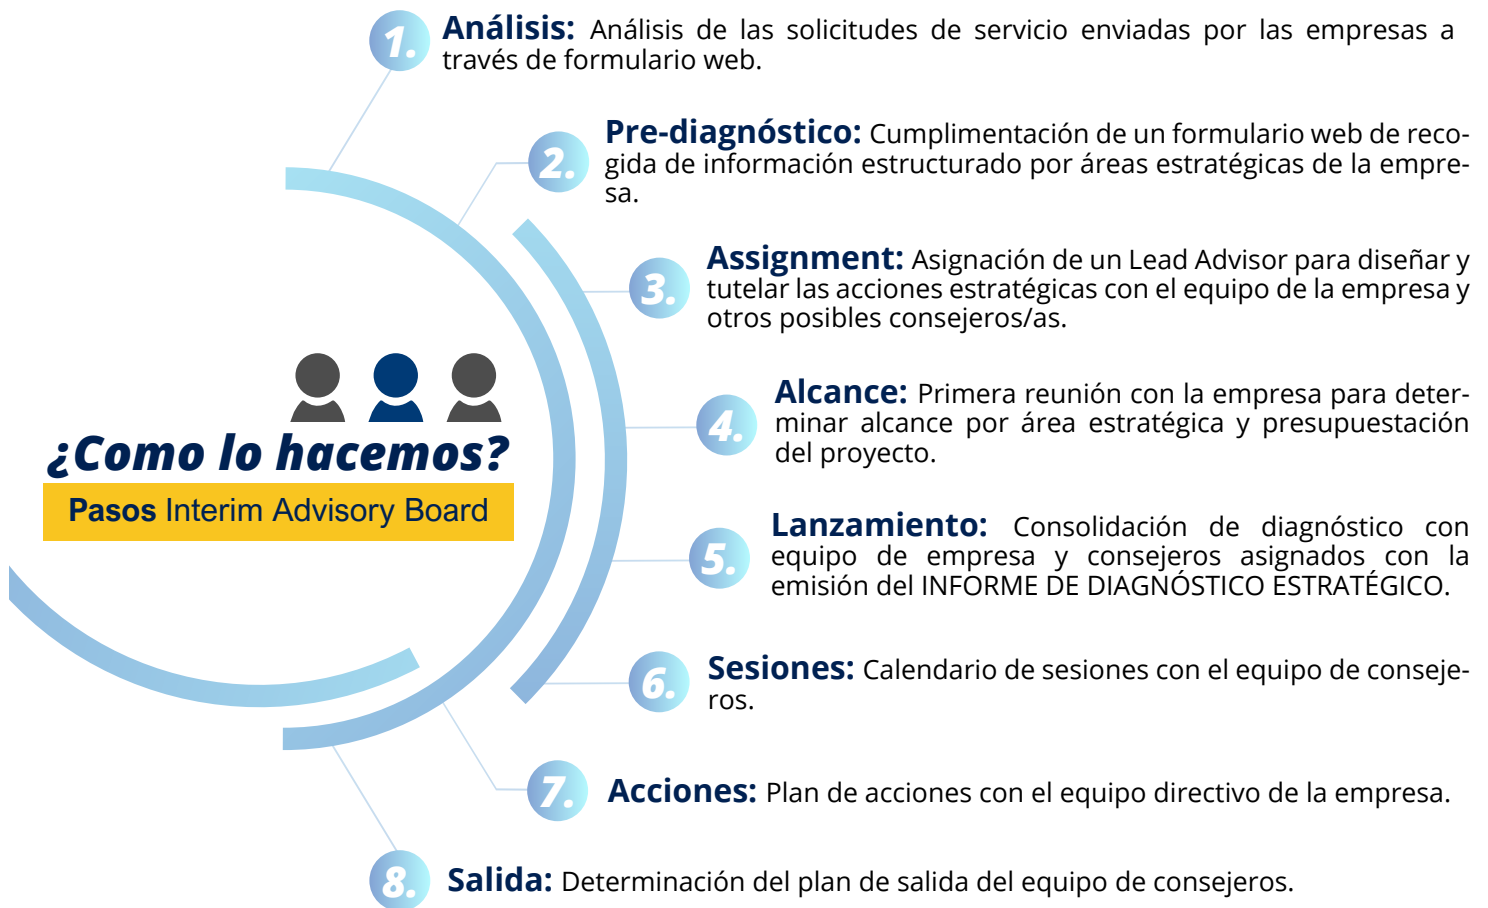 1. Análisis: Análisis de las solicitudes de servicio enviadas por las empresas a
través de formulario web.
2. Pre-diagnóstico: Cumplimentación de un formulario web de reco-
gida de información estructurado por áreas estratégicas de la empre-
sa.
3. Assignment: Asignación de un Lead Advisor para diseñar y
tutelar las acciones estratégicas con el equipo de la empresa y
otros posibles consejeros/as.
4. Alcance: Primera reunión con la empresa para deter-
minar alcance por área estratégica y presupuestación
del proyecto.
¿Como lo hacemos?
Pasos Interim Advisory Board
5. Lanzamiento: Consolidación de diagnóstico con
equipo de empresa y consejeros asignados con la
emisión del INFORME DE DIAGNÓSTICO ESTRATÉGICO.
6. Sesiones: Calendario de sesiones con el equipo de conseje-
ros.
7. Acciones: Plan de acciones con el equipo directivo de la empresa.
8. Salida: Determinación del plan de salida del equipo de consejeros.